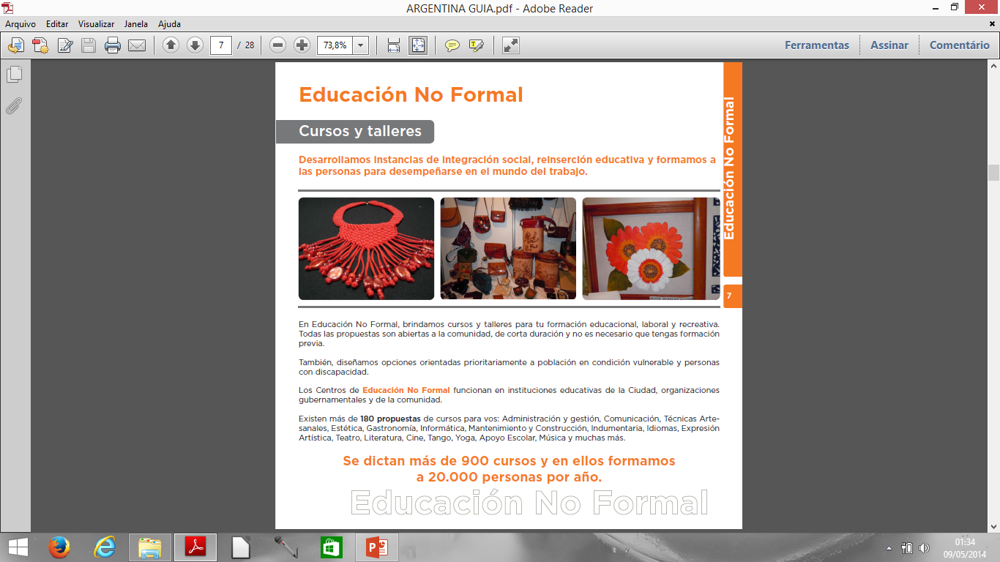 ARGENTINA GUIA.pdf - Adobe Reader
Arquivo Editar Visualizar Janela Ajuda
7 / 28 73,8% Ferramentas Assinar Comentário
Educación No Formal
Cursos y talleres
Desarrollamos instancias de integración social, reinserción educativa y formamos a
las personas para desempeñarse en el mundo del trabajo.
Educación No Formal
7
En Educación No Formal, brindamos cursos y talleres para tu formación educacional, laboral y recreativa.
Todas las propuestas son abiertas a la comunidad, de corta duración y no es necesario que tengas formación
previa.
También, diseñamos opciones orientadas prioritariamente a población en condición vulnerable y personas
con discapacidad.
Los Centros de Educación No Formal funcionan en instituciones educativas de la Ciudad, organizaciones
gubernamentales y de la comunidad.
Existen más de 180 propuestas de cursos para vos: Administración y gestión, Comunicación, Técnicas Arte-
sanales, Estética, Gastronomía, Informática, Mantenimiento y Construcción, Indumentaria, Idiomas, Expresión
Artística, Teatro, Literatura, Cine, Tango, Yoga, Apoyo Escolar, Música y muchas más.
Se dictan más de 900 cursos y en ellos formamos
a 20.000 personas por año.
Educación No Formal
01:34
09/05/2014